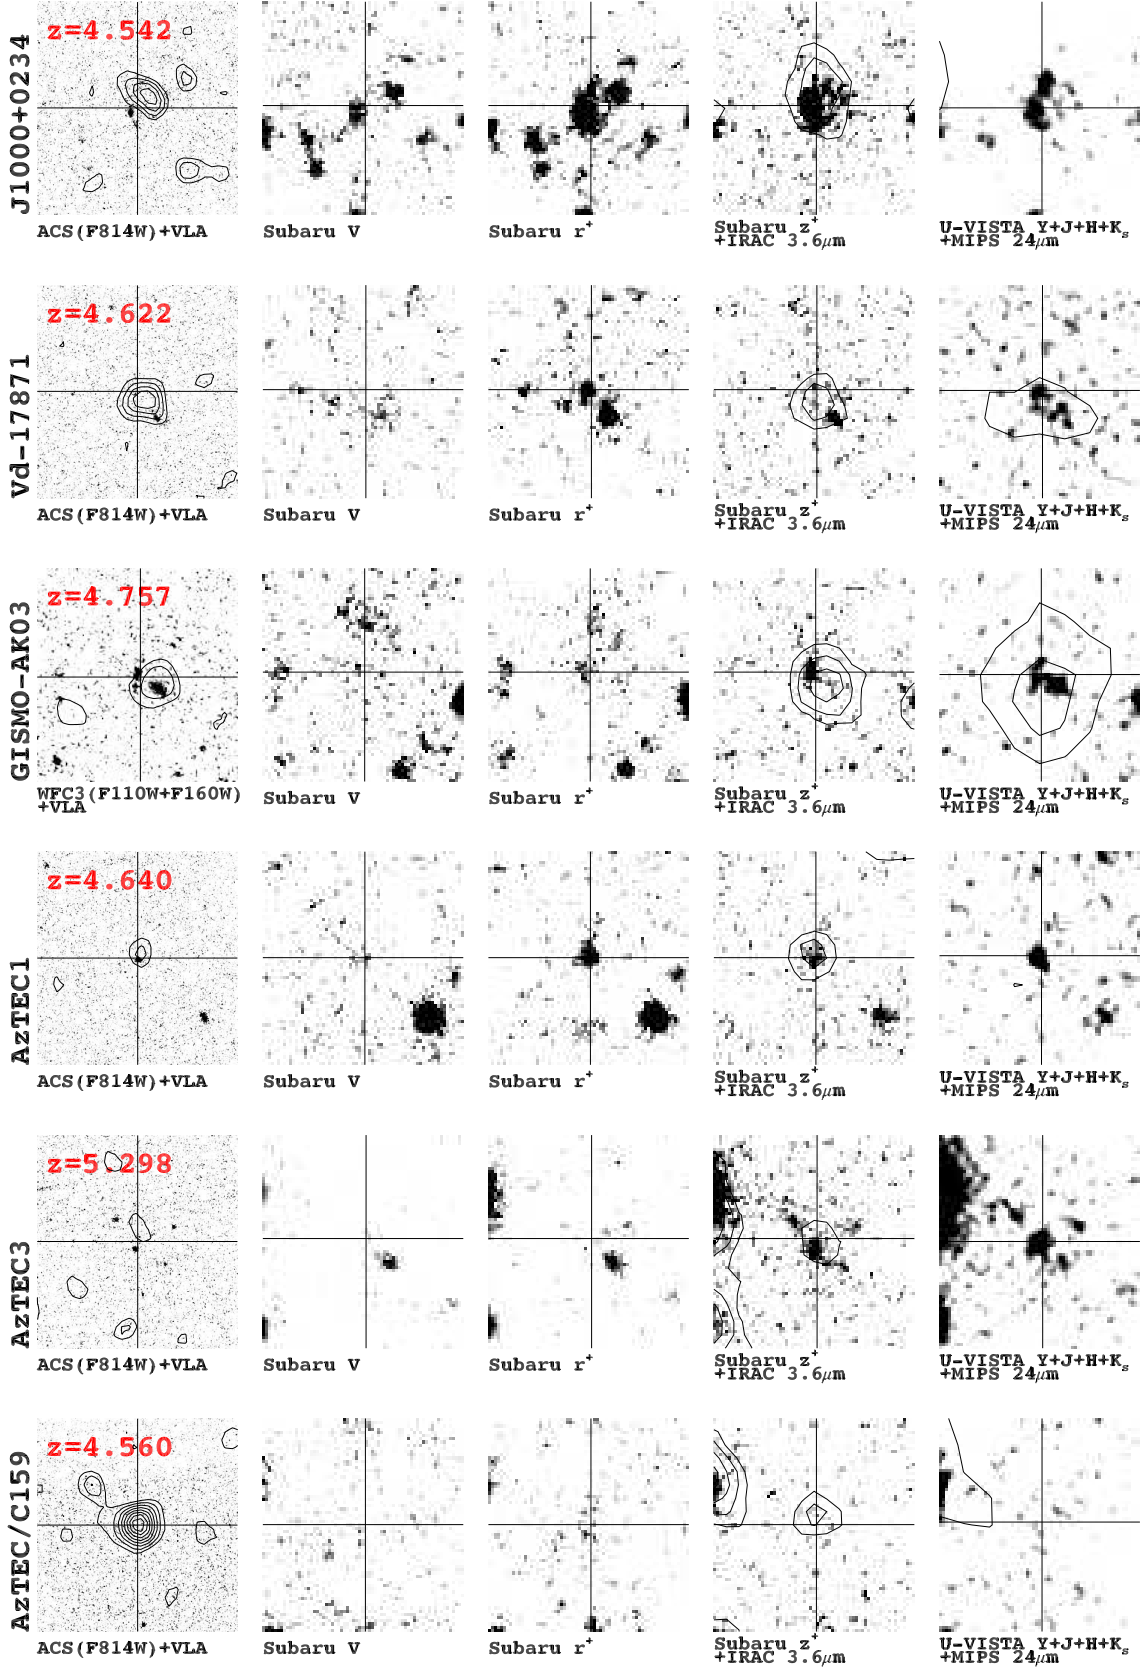 J1000+0234
z=4.542
ACS(F814W)+VLA
Subaru V
Subaru r+
Subaru z+
+IRAC 3.6μm
U-VISTA Y+J+H+Ks
+MIPS 24μm
Vd-17871
z=4.622
ACS(F814W)+VLA
Subaru V
Subaru r+
Subaru z+
+IRAC 3.6μm
U-VISTA Y+J+H+Ks
+MIPS 24μm
GISMO-AK03
z=4.757
WFC3(F110W+F160W)
+VLA
Subaru V
Subaru r+
Subaru z+
+IRAC 3.6μm
U-VISTA Y+J+H+Ks
+MIPS 24μm
AzTEC1
z=4.640
ACS(F814W)+VLA
Subaru V
Subaru r+
Subaru z+
+IRAC 3.6μm
U-VISTA Y+J+H+Ks
+MIPS 24μm
AzTEC3
z=5.298
ACS(F814W)+VLA
Subaru V
Subaru r+
Subaru z+
+IRAC 3.6μm
U-VISTA Y+J+H+Ks
+MIPS 24μm
AzTEC/C159
z=4.560
ACS(F814W)+VLA
Subaru V
Subaru r+
Subaru z+
+IRAC 3.6μm
U-VISTA Y+J+H+Ks
+MIPS 24μm